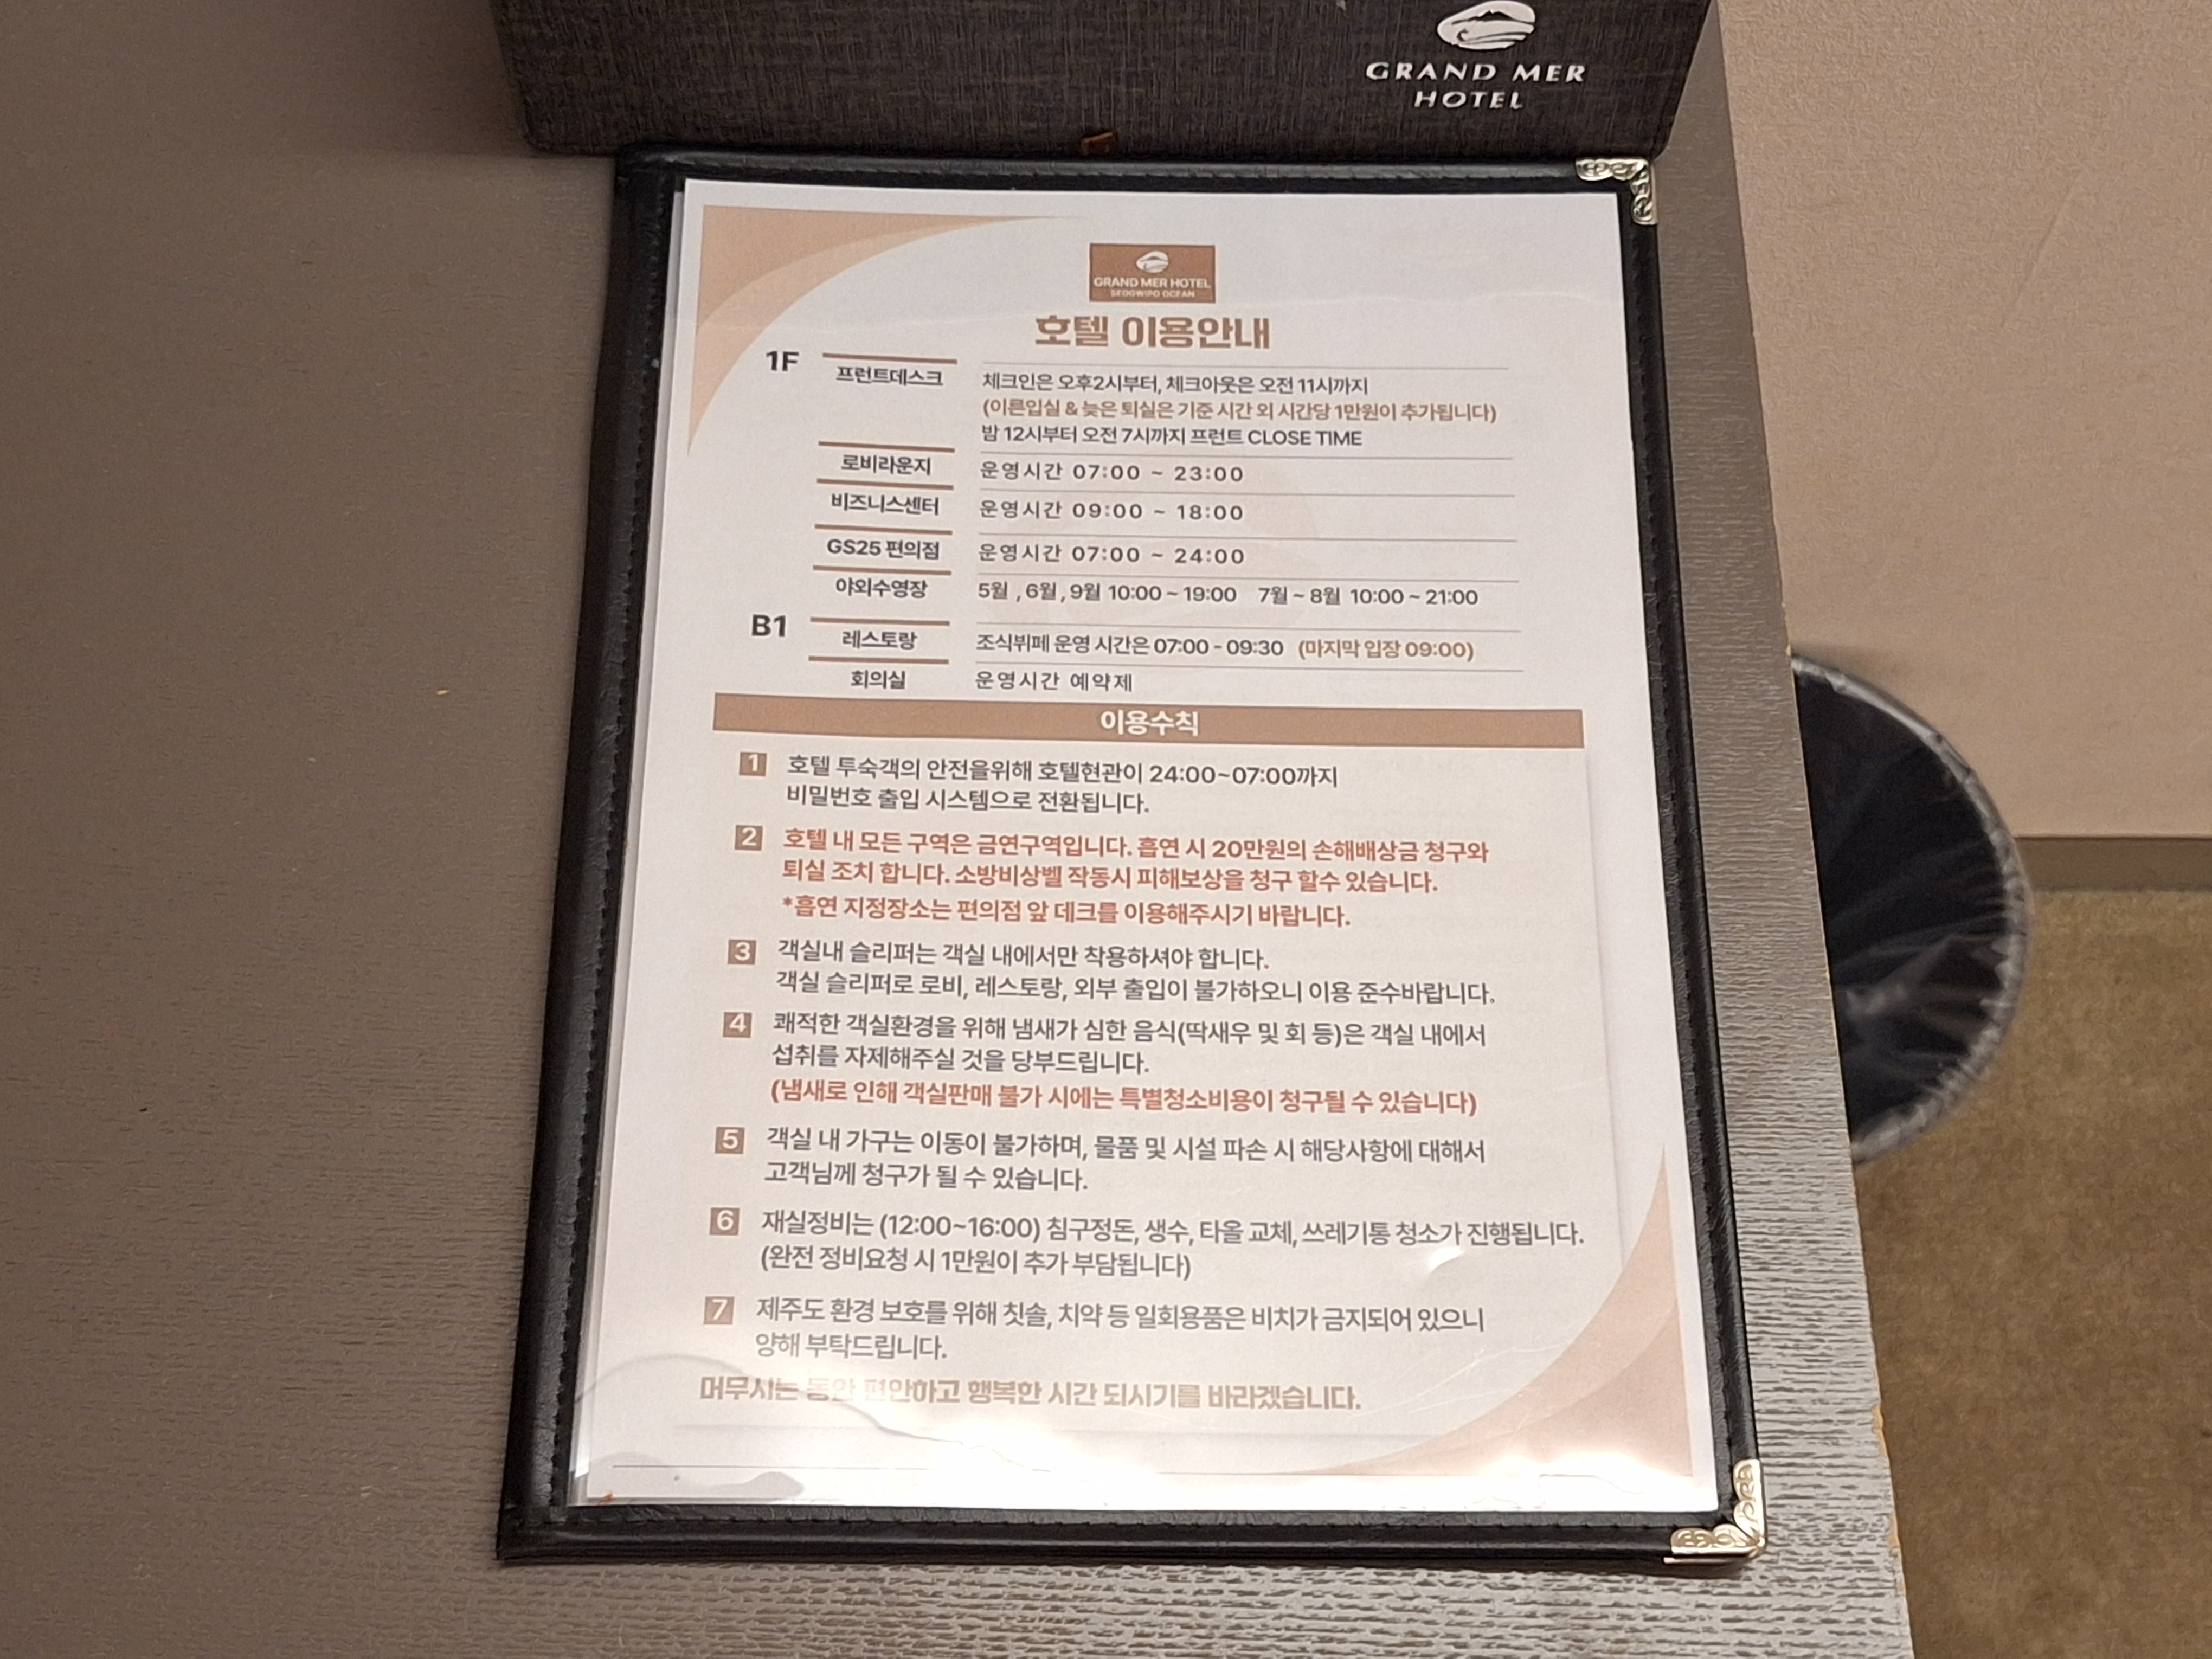 GRAND MER
HOTEL
GRAND MER HOTEL
SEOGWIPO OCEAN
호텔 이용안내
1F
프런트데스크
체크인은 오후2시부터, 체크아웃은 오전 11시까지
(이른입실 & 늦은 퇴실은 기준 시간 외 시간당 1만원이 추가됩니다)
밤 12시부터 오전 7시까지 프런트 CLOSE TIME
로비라운지
운영시간 07:00 ~ 23:00
비즈니스센터
운영시간 09:00 ~ 18:00
GS25 편의점
운영시간 07:00 ~ 24:00
야외수영장
5월 , 6월 , 9월 10:00 ~ 19:00 7월 ~ 8월 10:00 ~ 21:00
B1
레스토랑
조식뷔페 운영 시간은 07:00 - 09:30 (마지막 입장 09:00)
회의실
운영시간 예약제
이용수칙
1 호텔 투숙객의 안전을위해 호텔현관이 24:00~07:00까지
비밀번호 출입 시스템으로 전환됩니다.
2 호텔 내 모든 구역은 금연구역입니다. 흡연 시 20만원의 손해배상금 청구와
퇴실 조치 합니다. 소방비상벨 작동시 피해보상을 청구 할수 있습니다.
*흡연 지정장소는 편의점 앞 데크를 이용해주시기 바랍니다.
3 객실내 슬리퍼는 객실 내에서만 착용하셔야 합니다.
객실 슬리퍼로 로비, 레스토랑, 외부 출입이 불가하오니 이용 준수바랍니다.
4 쾌적한 객실환경을 위해 냄새가 심한 음식(딱새우 및 회 등)은 객실 내에서
섭취를 자제해주실 것을 당부드립니다.
(냄새로 인해 객실판매 불가 시에는 특별청소비용이 청구될 수 있습니다)
5 객실 내 가구는 이동이 불가하며, 물품 및 시설 파손 시 해당사항에 대해서
고객님께 청구가 될 수 있습니다.
6 재실정비는 (12:00~16:00) 침구정돈, 생수, 타올 교체, 쓰레기통 청소가 진행됩니다.
(완전 정비요청 시 1만원이 추가 부담됩니다)
7 제주도 환경 보호를 위해 칫솔, 치약 등 일회용품은 비치가 금지되어 있으니
양해 부탁드립니다.
머무시는 동안 편안하고 행복한 시간 되시기를 바라겠습니다.